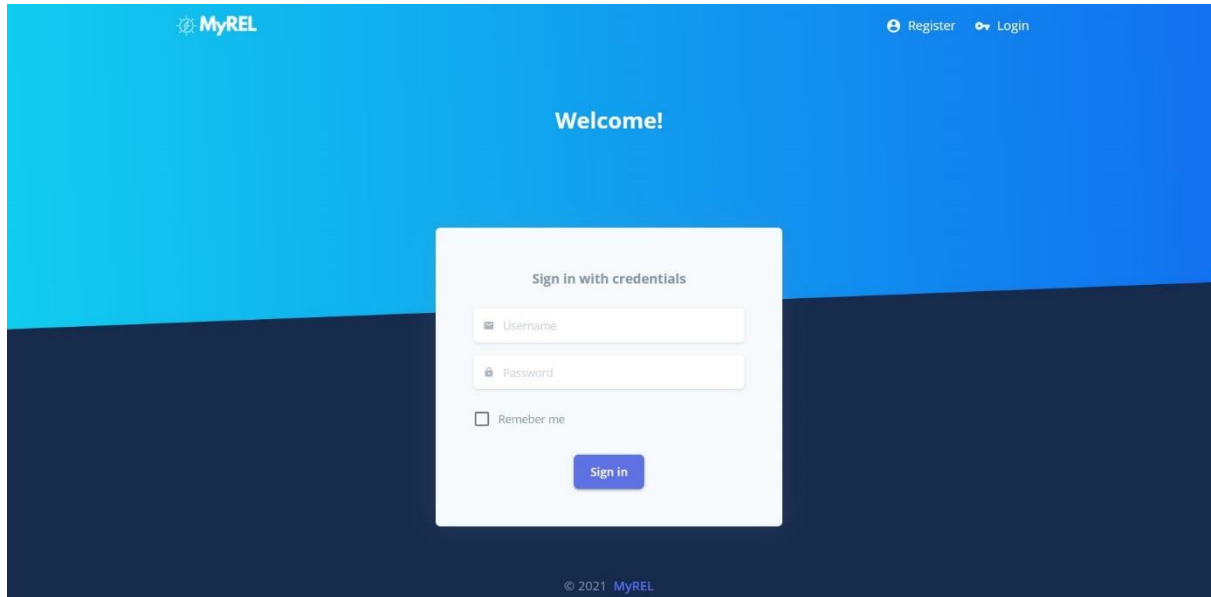 MyREL
Register Login
Welcome!
Sign in with credentials
Username
Password
Remeber me
Sign in
© 2021 MyREL